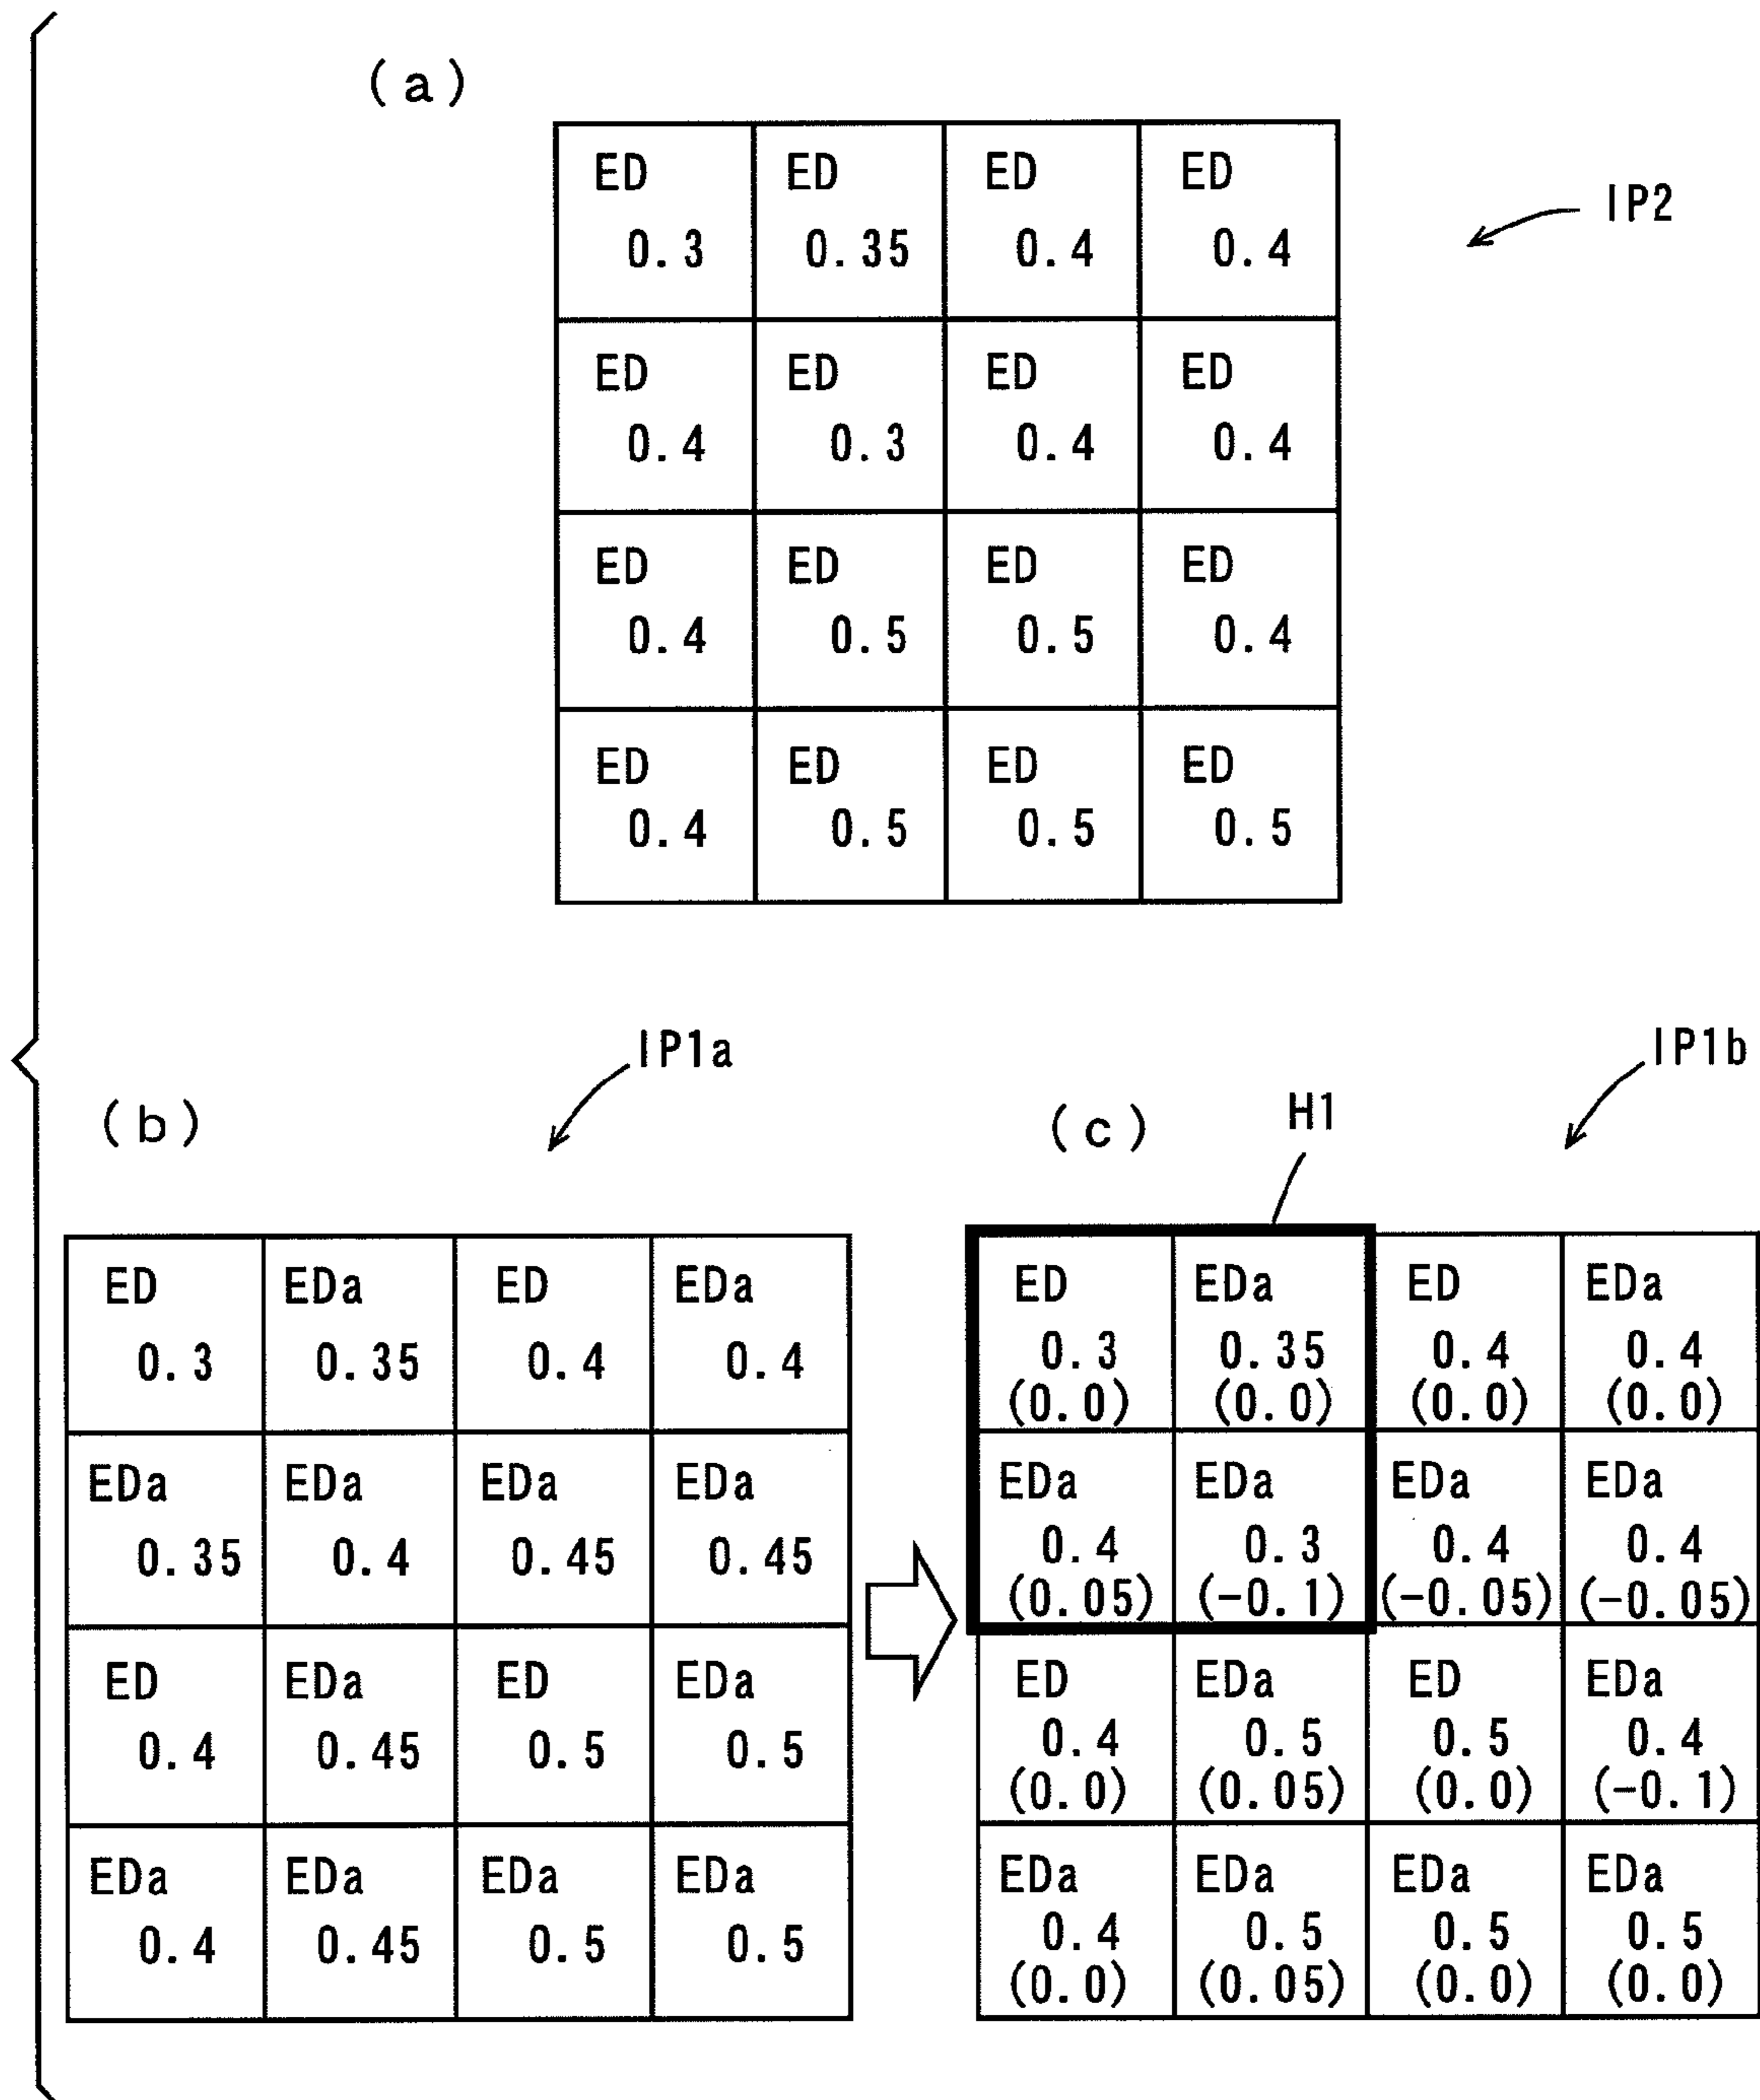 (a)
IP2
ED ED ED ED
0.3 0.35 0.4 0.4
ED ED ED ED
0.4 0.3 0.4 0.4
ED ED ED ED
0.4 0.5 0.5 0.4
ED ED ED ED
0.4 0.5 0.5 0.5
IP1a
(b)
ED EDa ED EDa
0.3 0.35 0.4 0.4
EDa EDa EDa EDa
0.35 0.4 0.45 0.45
ED EDa ED EDa
0.4 0.45 0.5 0.5
EDa EDa EDa EDa
0.4 0.45 0.5 0.5
IP1b
(c)
H1
ED EDa ED EDa
0.3 0.35 0.4 0.4
(0.0) (0.0) (0.0) (0.0)
EDa EDa EDa EDa
0.4 0.3 0.4 0.4
(0.05) (-0.1) (-0.05) (-0.05)
ED EDa ED EDa
0.4 0.5 0.5 0.4
(0.0) (0.05) (0.0) (-0.1)
EDa EDa EDa EDa
0.4 0.5 0.5 0.5
(0.0) (0.05) (0.0) (0.0)